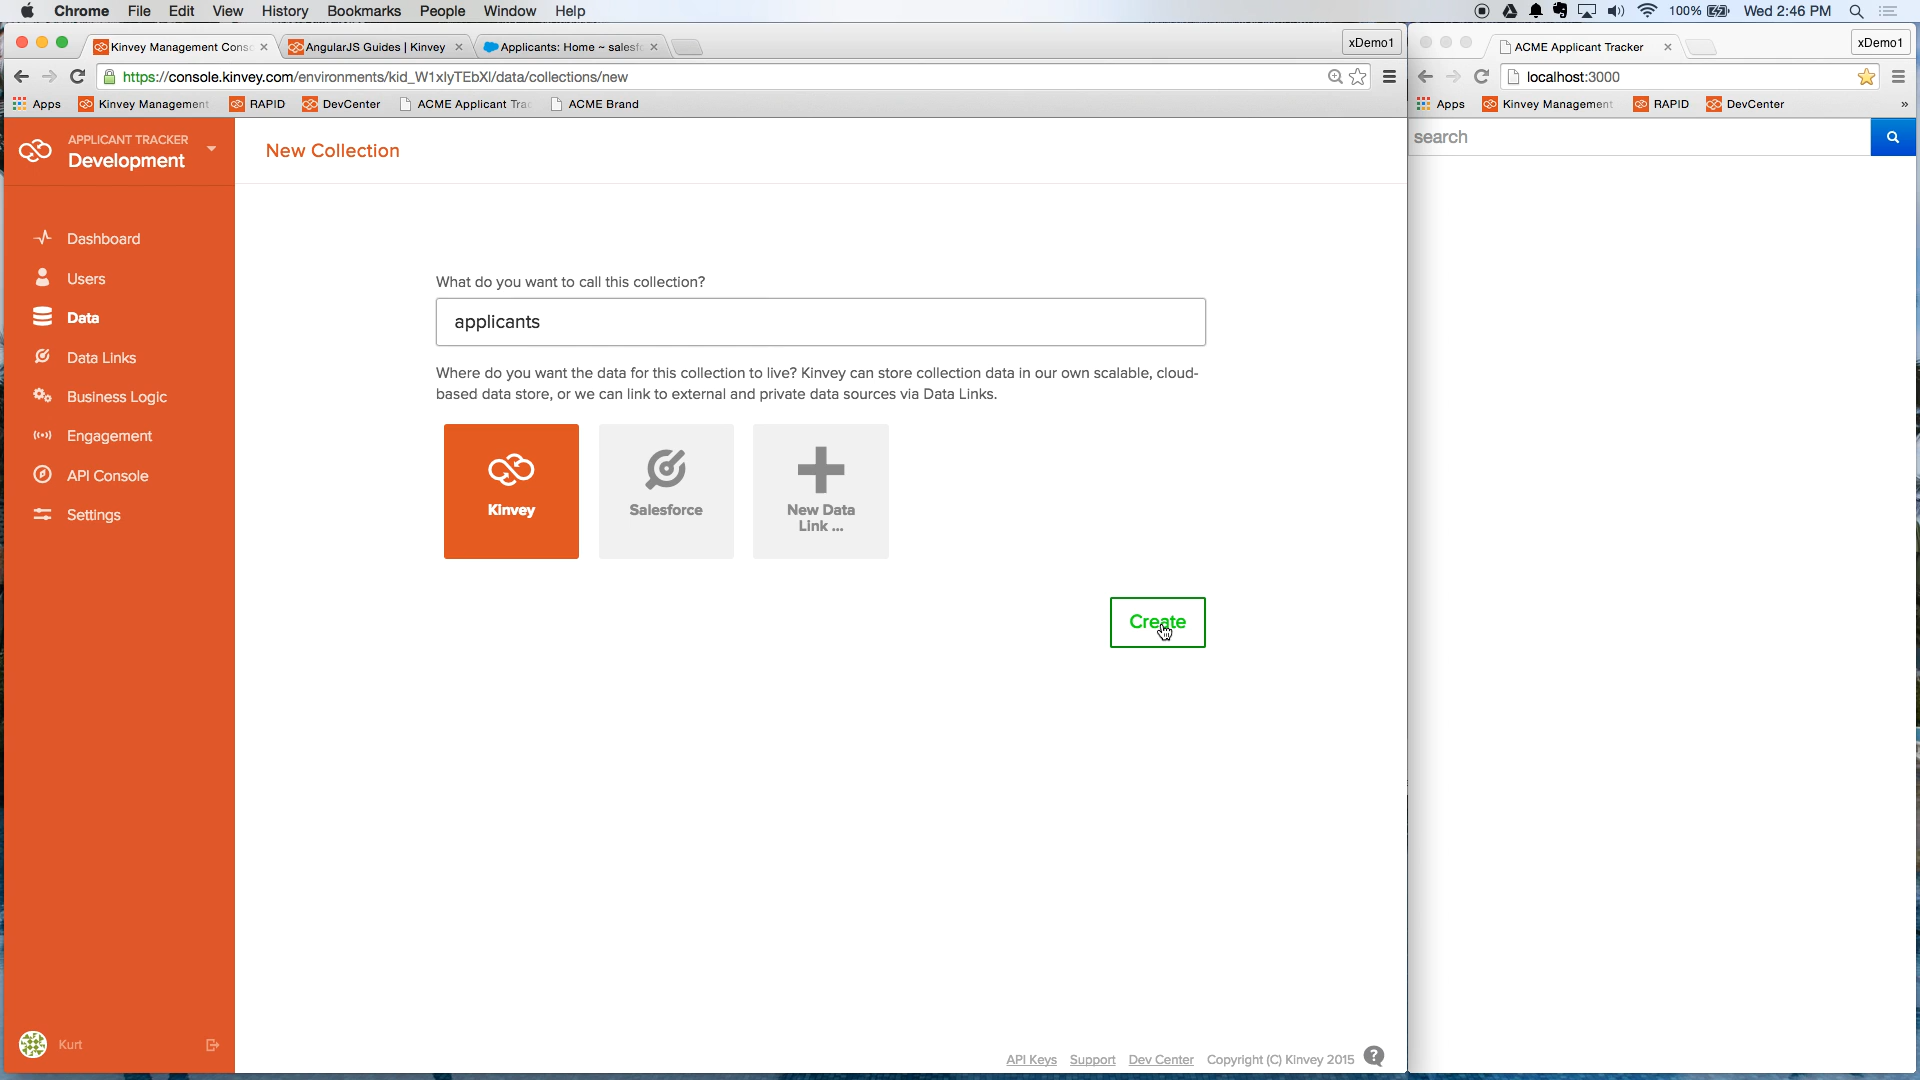 Chrome File Edit View History Bookmarks People Window Help
100% Wed 2:46 PM
Kinvey Management Cons
AngularJS Guides | Kinvey
Applicants: Home ~ salesf
xDemo1
https://console.kinvey.com/environments/kid_W1xlyTEbXl/data/collections/new
Apps Kinvey Management RAPID DevCenter ACME Applicant Tra ACME Brand
ACME Applicant Tracker
xDemo1
localhost:3000
Apps Kinvey Management RAPID DevCenter »
search
APPLICANT TRACKER
Development
Dashboard
Users
Data
Data Links
Business Logic
Engagement
API Console
Settings
Kurt
New Collection
What do you want to call this collection?
applicants
Where do you want the data for this collection to live? Kinvey can store collection data in our own scalable, cloud-
based data store, or we can link to external and private data sources via Data Links.
Kinvey
Salesforce
New Data
Link ...
Create
API Keys Support Dev Center Copyright (C) Kinvey 2015 ?